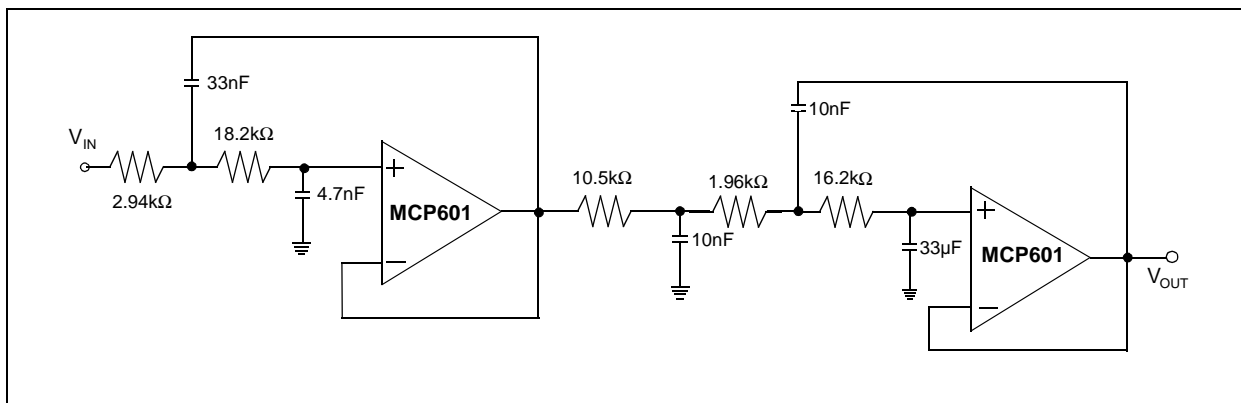 33nF
10nF
V_IN
18.2kΩ
2.94kΩ
4.7nF
+
MCP601
−
10.5kΩ
10nF
1.96kΩ
16.2kΩ
33µF
+
MCP601
−
V_OUT